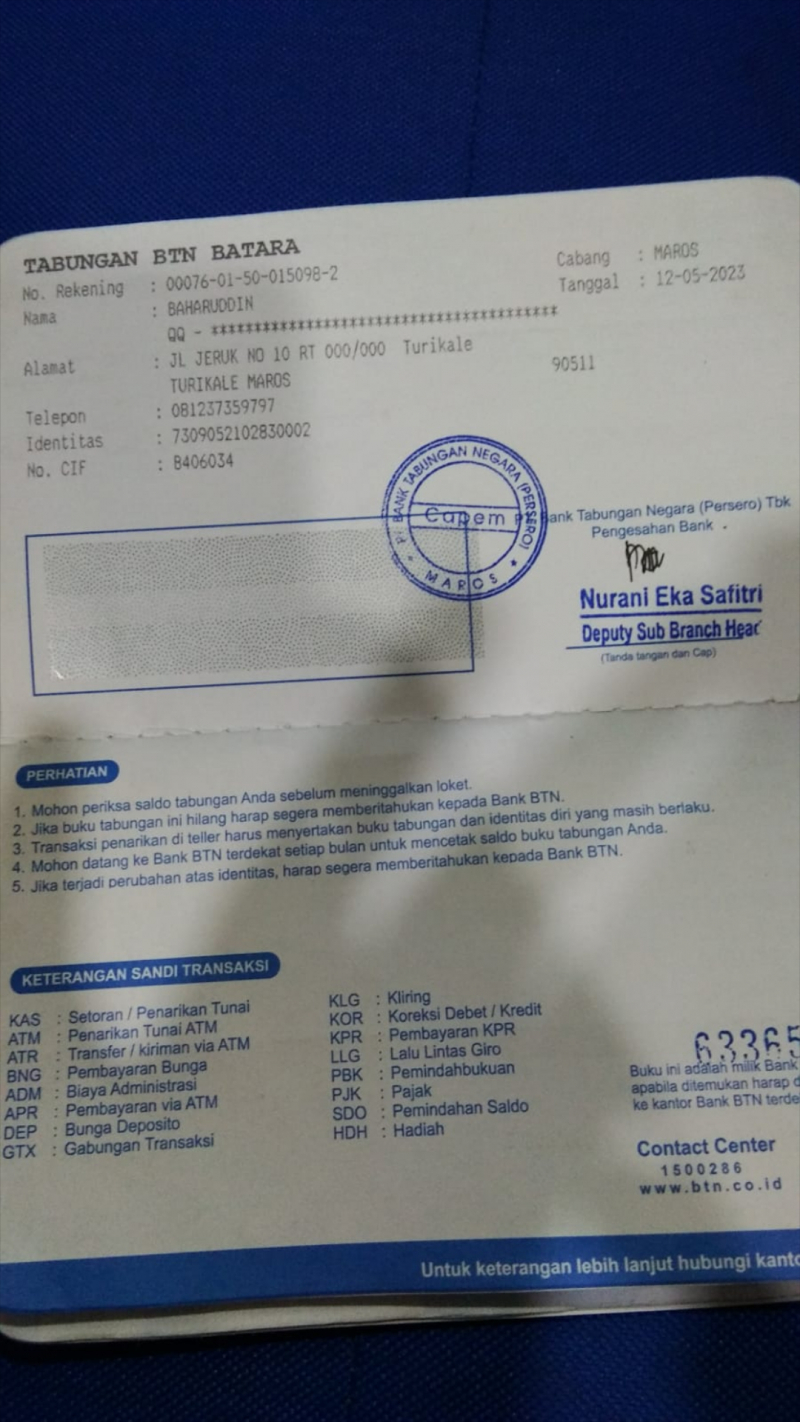 TABUNGAN BTN BATARA
No. Rekening : 00076-01-50-015098-2
Nama : BAHARUDDIN
QQ - ****************************************
Alamat : JL JERUK NO 10 RT 000/000 Turikale
TURIKALE MAROS 90511
Telepon : 081237359797
Identitas : 7309052102830002
No. CIF : 8406034
Cabang : MAROS
Tanggal : 12-05-2023
PT BANK TABUNGAN NEGARA (PERSERO)
Capem
MAROS
Bank Tabungan Negara (Persero) Tbk
Pengesahan Bank
Nurani Eka Safitri
Deputy Sub Branch Head
(Tanda tangan dan Cap)
PERHATIAN
1. Mohon periksa saldo tabungan Anda sebelum meninggalkan loket.
2. Jika buku tabungan ini hilang harap segera memberitahukan kepada Bank BTN.
3. Transaksi penarikan di teller harus menyertakan buku tabungan dan identitas diri yang masih berlaku.
4. Mohon datang ke Bank BTN terdekat setiap bulan untuk mencetak saldo buku tabungan Anda.
5. Jika terjadi perubahan atas identitas, harap segera memberitahukan kepada Bank BTN.
KETERANGAN SANDI TRANSAKSI
KAS : Setoran / Penarikan Tunai
ATM : Penarikan Tunai ATM
ATR : Transfer / kiriman via ATM
BNG : Pembayaran Bunga
ADM : Biaya Administrasi
APR : Pembayaran via ATM
DEP : Bunga Deposito
GTX : Gabungan Transaksi
KLG : Kliring
KOR : Koreksi Debet / Kredit
KPR : Pembayaran KPR
LLG : Lalu Lintas Giro
PBK : Pemindahbukuan
PJK : Pajak
SDO : Pemindahan Saldo
HDH : Hadiah
63365
Buku ini adalah milik Bank
apabila ditemukan harap d
ke kantor Bank BTN terde
Contact Center
1500286
www.btn.co.id
Untuk keterangan lebih lanjut hubungi kanto